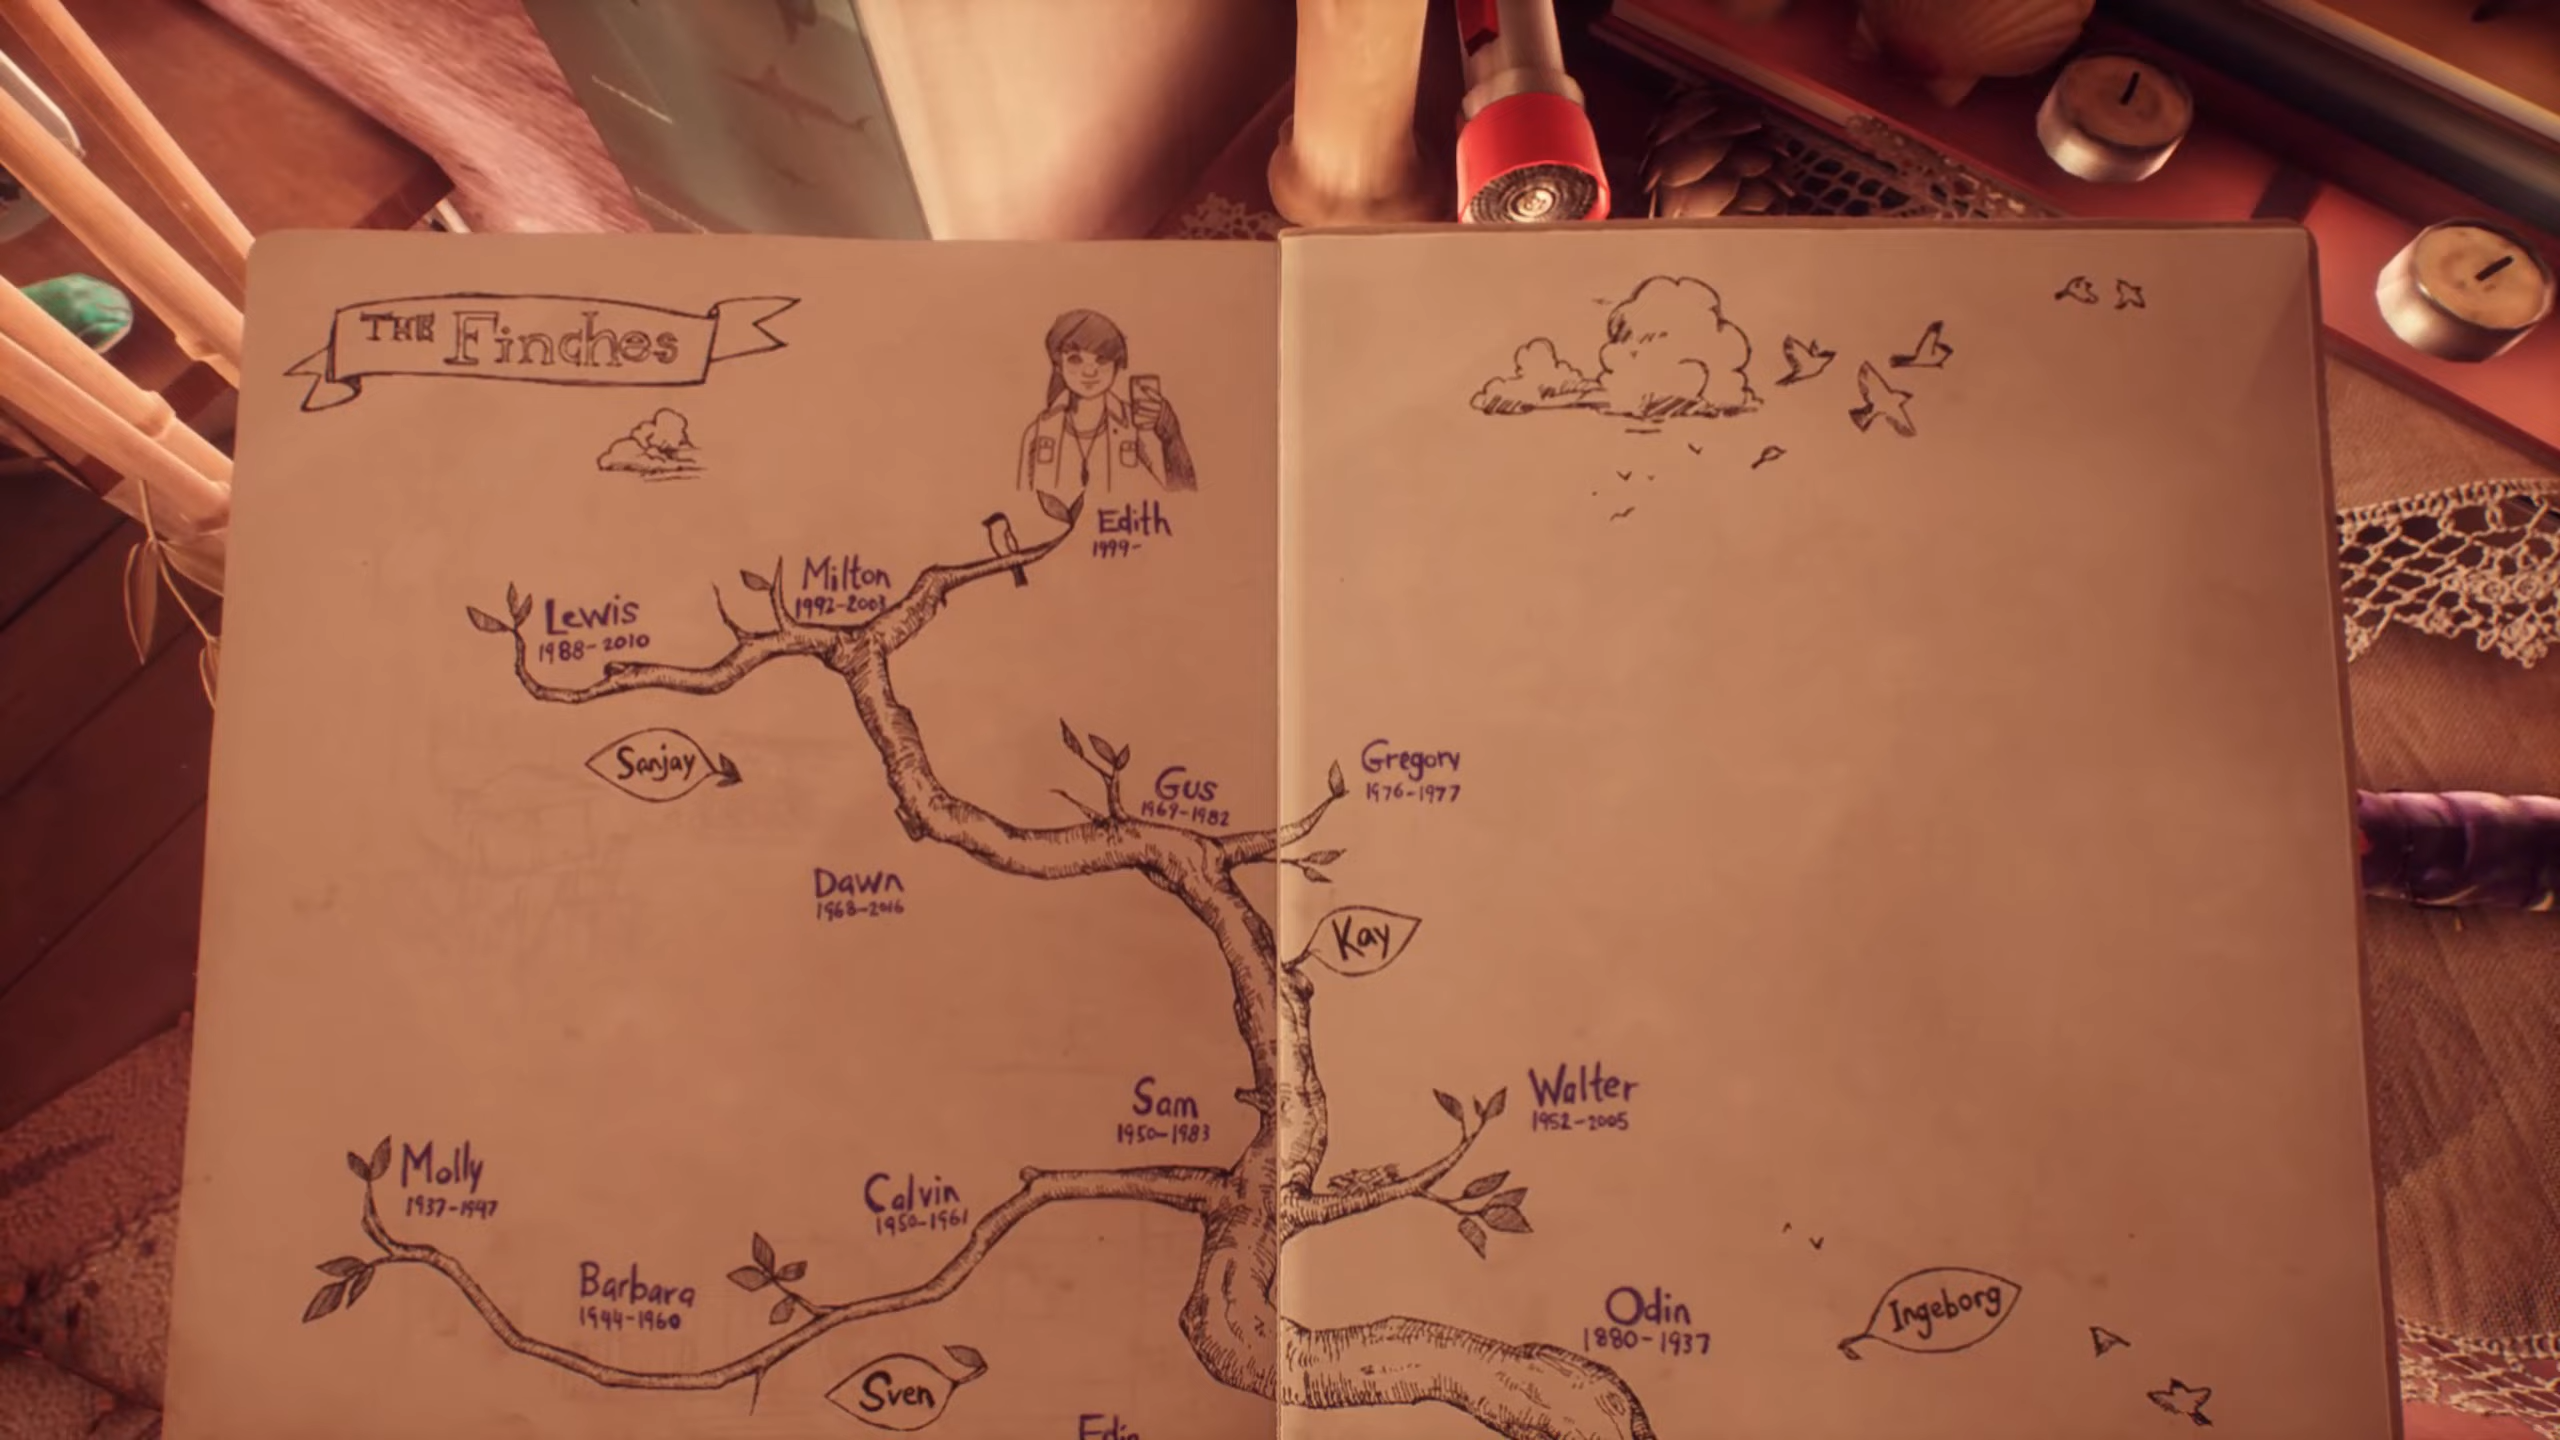 THE Finches
Edith
1999-
Milton
1992-2003
Lewis
1988-2010
Sanjay
Gregory
1976-1977
Gus
1969-1982
Dawn
1968-2016
Kay
Walter
1952-2005
Sam
1950-1983
Molly
1937-1947
Calvin
1950-1961
Barbara
1944-1960
Odin
1880-1937
Ingeborg
Sven